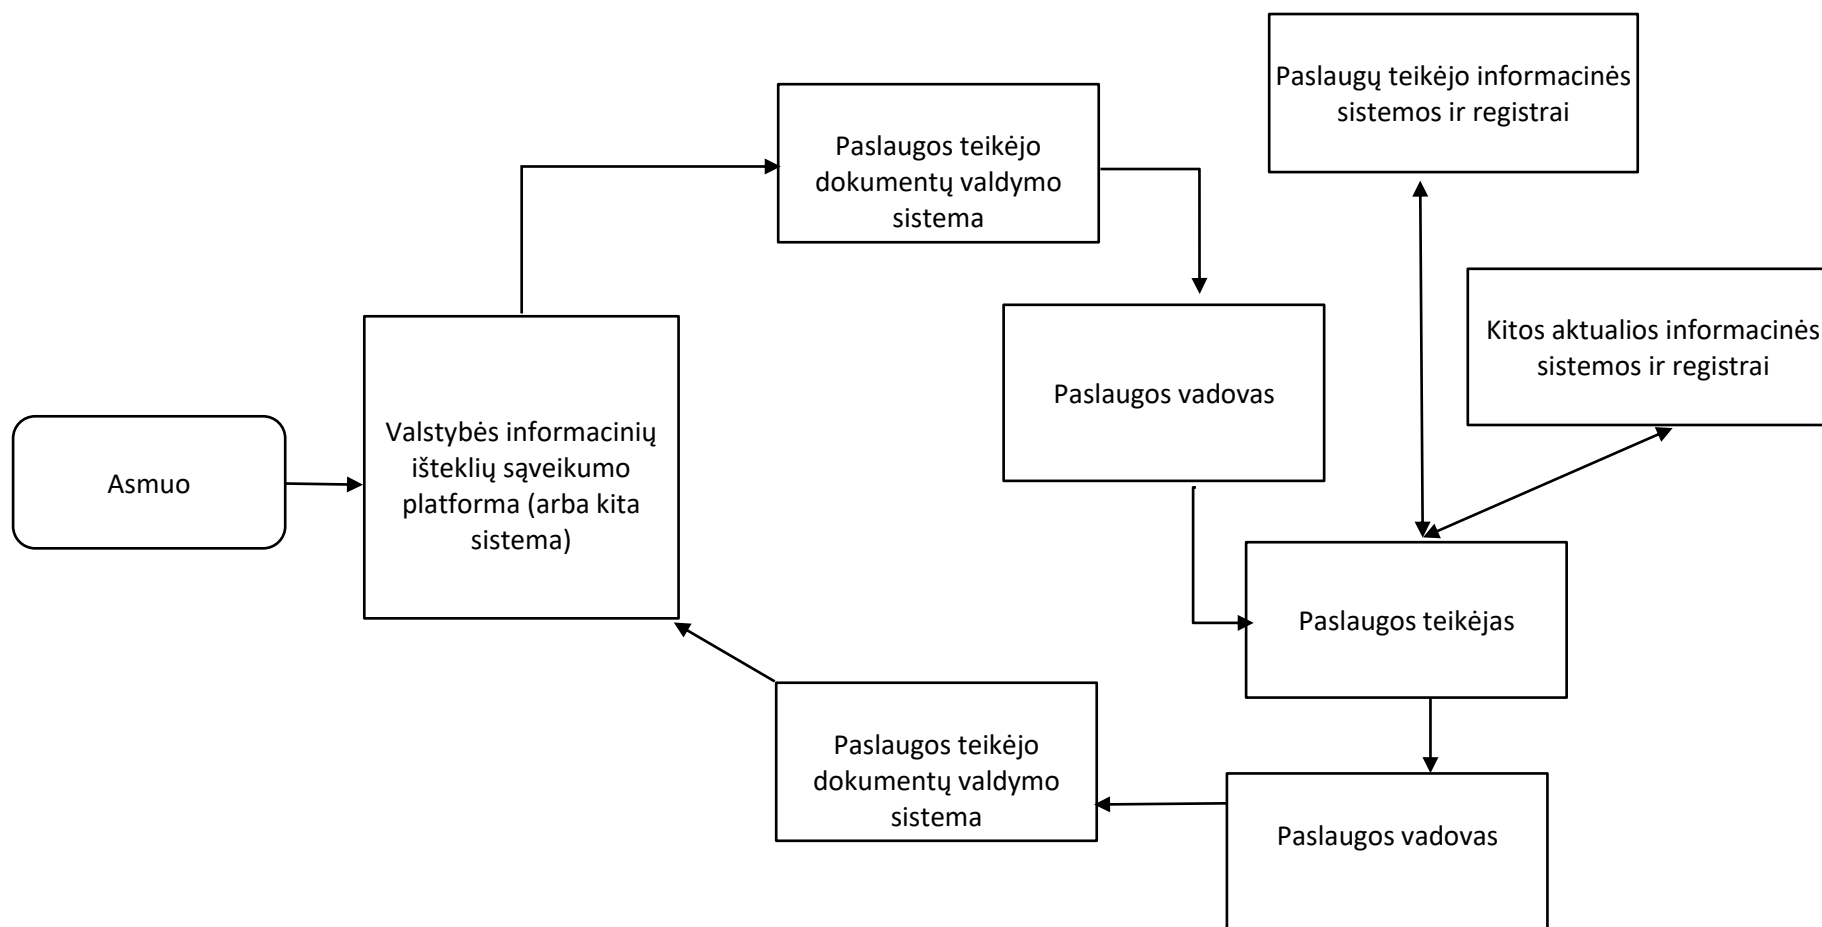 Paslaugų teikėjo informacinės
sistemos ir registrai
Paslaugos teikėjo
dokumentų valdymo
sistema
Kitos aktualios informacinės
sistemos ir registrai
Paslaugos vadovas
Valstybės informacinių
išteklių sąveikumo
platforma (arba kita
sistema)
Asmuo
Paslaugos teikėjas
Paslaugos teikėjo
dokumentų valdymo
sistema
Paslaugos vadovas